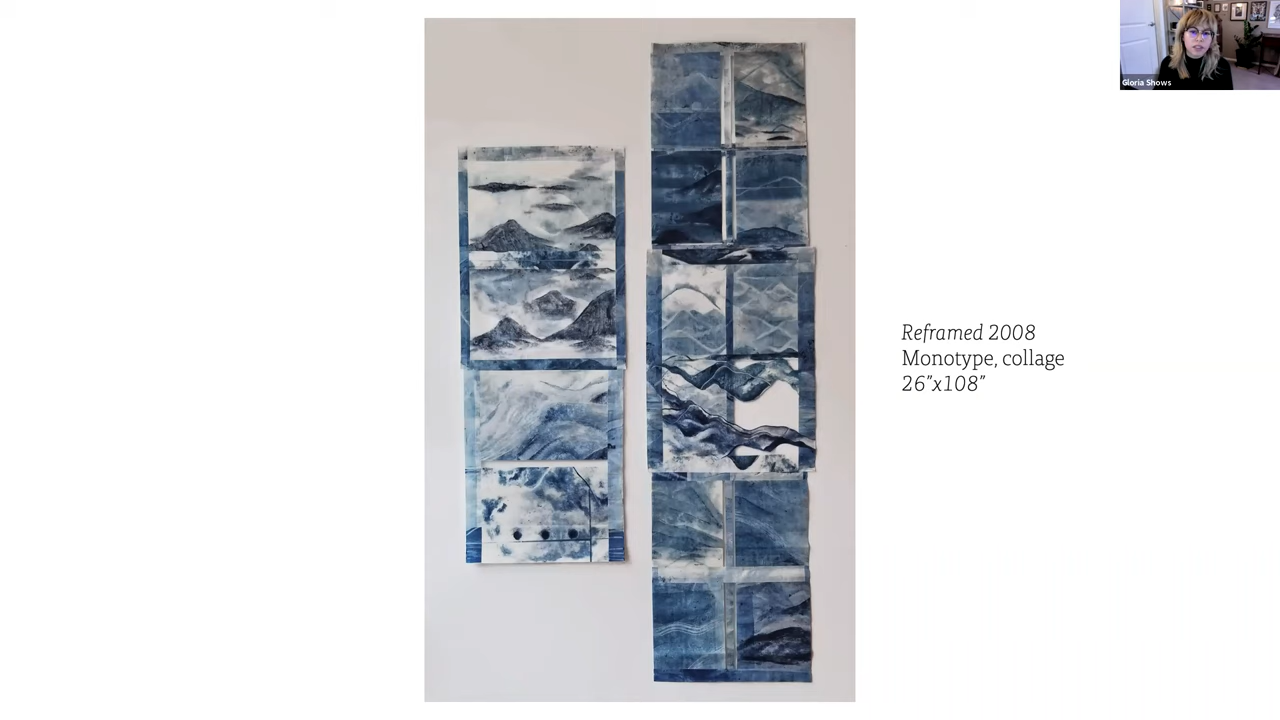 Gloria Shows
Reframed 2008
Monotype, collage
26”x108”